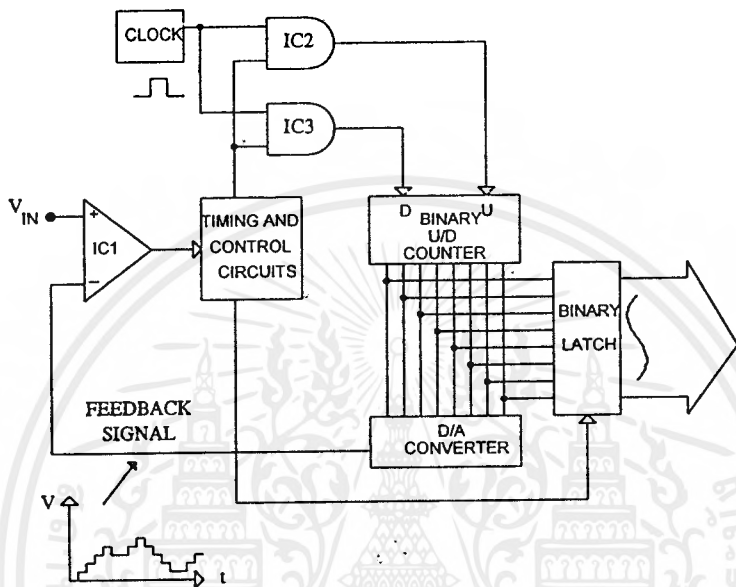 CLOCK
IC2
IC3
V IN
+
IC1
−
TIMING AND
CONTROL
CIRCUITS
D U
BINARY
U/D
COUNTER
BINARY
LATCH
FEEDBACK
SIGNAL
D/A
CONVERTER
V
t